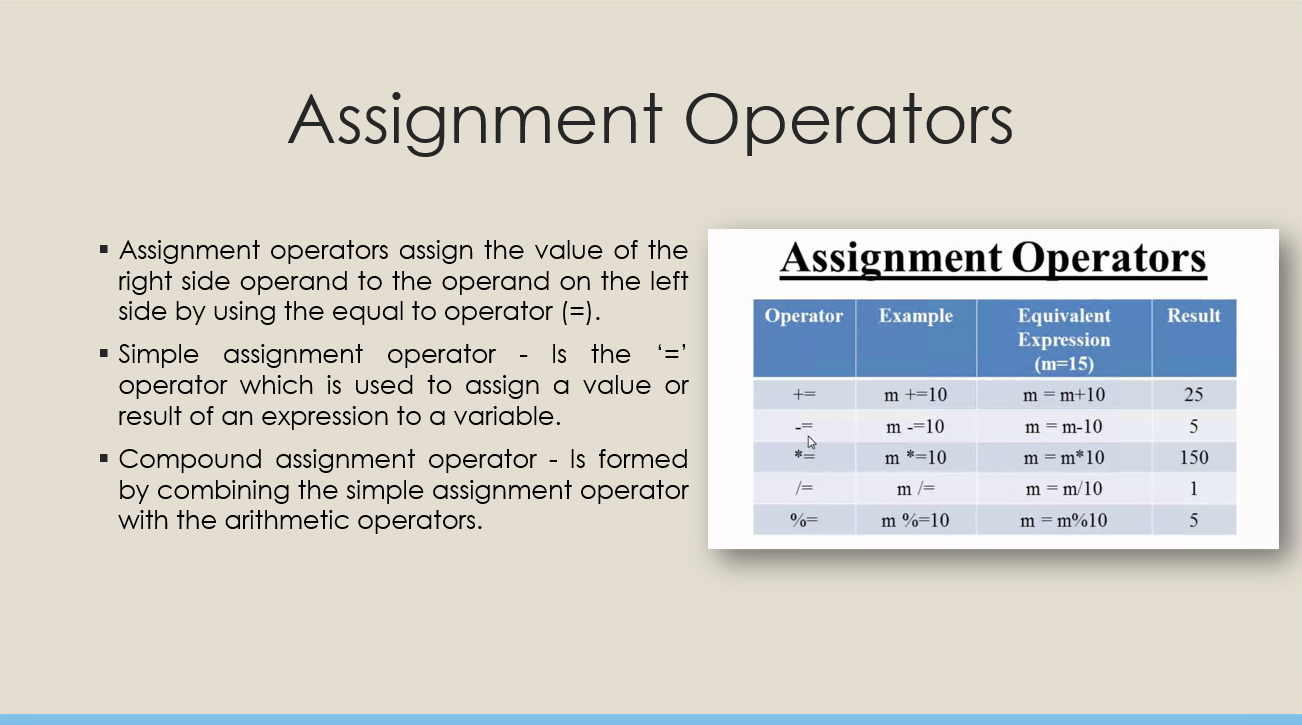 Assignment Operators
▪ Assignment operators assign the value of the
right side operand to the operand on the left
side by using the equal to operator (=).
▪ Simple assignment operator - Is the ‘=’
operator which is used to assign a value or
result of an expression to a variable.
▪ Compound assignment operator - Is formed
by combining the simple assignment operator
with the arithmetic operators.
Assignment Operators
Operator Example Equivalent Result
Expression
(m=15)
+= m +=10 m = m+10 25
-= m -=10 m = m-10 5
*= m *=10 m = m*10 150
/= m /= m = m/10 1
%= m %=10 m = m%10 5